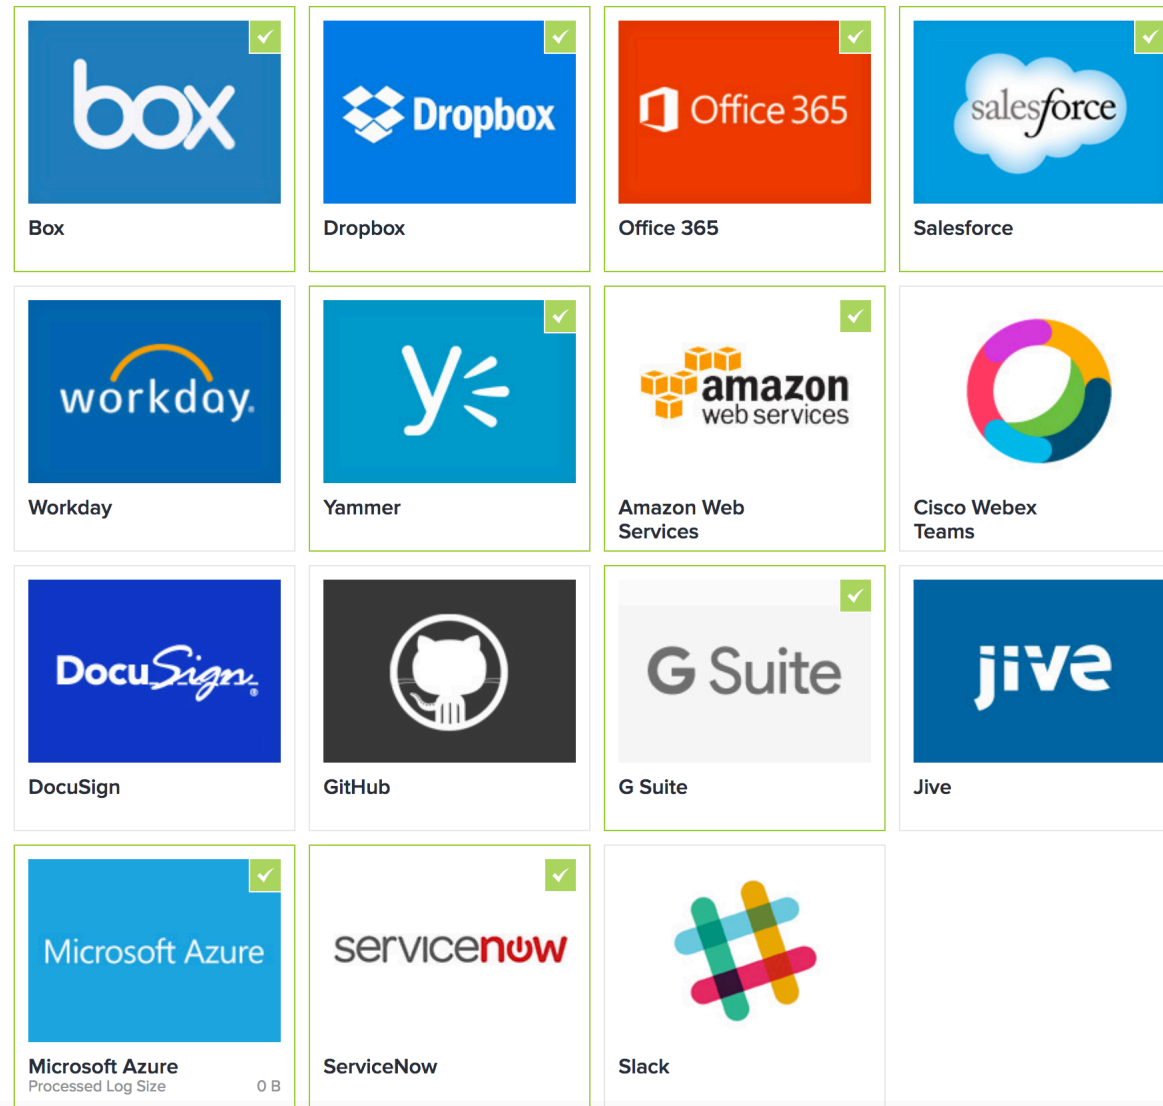 box
Dropbox
Office 365
salesforce
Box
Dropbox
Office 365
Salesforce
workday.
y
amazon
web services
Workday
Yammer
Amazon Web
Services
Cisco Webex
Teams
DocuSign®
G Suite
jive
DocuSign
GitHub
G Suite
Jive
Microsoft Azure
servicenow
Microsoft Azure
Processed Log Size 0 B
ServiceNow
Slack